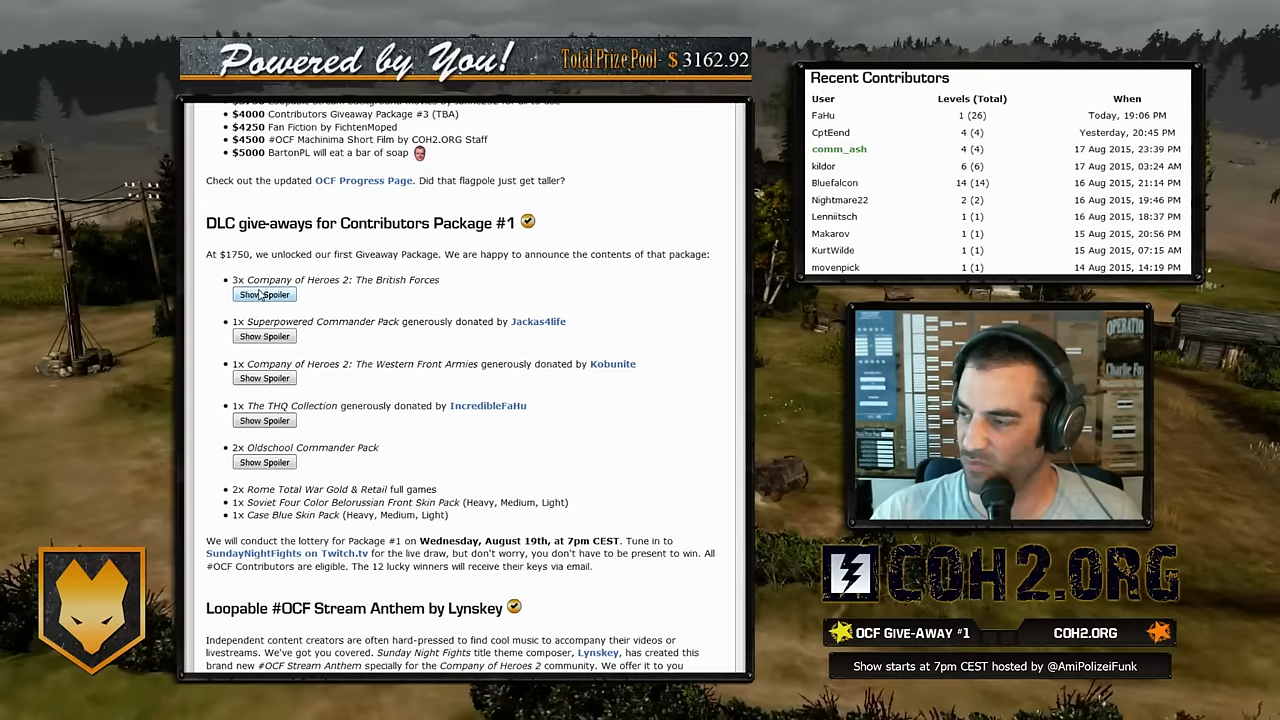 Powered by You!
Total Prize Pool- $ 3162.92
$4000 Contributors Giveaway Package #3 (TBA)
$4250 Fan Fiction by FichtenMoped
$4500 #OCF Machinima Short Film by COH2.ORG Staff
$5000 BartonPL will eat a bar of soap
Check out the updated OCF Progress Page. Did that flagpole just get taller?
DLC give-aways for Contributors Package #1
At $1750, we unlocked our first Giveaway Package. We are happy to announce the contents of that package:
3x Company of Heroes 2: The British Forces
Show Spoiler
1x Superpowered Commander Pack generously donated by Jackas4life
Show Spoiler
1x Company of Heroes 2: The Western Front Armies generously donated by Kobunite
Show Spoiler
1x The THQ Collection generously donated by IncredibleFaHu
Show Spoiler
2x Oldschool Commander Pack
Show Spoiler
2x Rome Total War Gold & Retail full games
1x Soviet Four Color Belorussian Front Skin Pack (Heavy, Medium, Light)
1x Case Blue Skin Pack (Heavy, Medium, Light)
We will conduct the lottery for Package #1 on Wednesday, August 19th, at 7pm CEST. Tune in to
SundayNightFights on Twitch.tv for the live draw, but don't worry, you don't have to be present to win. All
#OCF Contributors are eligible. The 12 lucky winners will receive their keys via email.
Loopable #OCF Stream Anthem by Lynskey
Independent content creators are often hard-pressed to find cool music to accompany their videos or
livestreams. We've got you covered. Sunday Night Fights title theme composer, Lynskey, has created this
brand new #OCF Stream Anthem specially for the Company of Heroes 2 community. We offer it to you
Recent Contributors
User Levels (Total) When
FaHu 1 (26) Today, 19:06 PM
CptEend 4 (4) Yesterday, 20:45 PM
comm_ash 4 (4) 17 Aug 2015, 23:39 PM
kildor 6 (6) 17 Aug 2015, 03:24 AM
Bluefalcon 14 (14) 16 Aug 2015, 21:14 PM
Nightmare22 2 (2) 16 Aug 2015, 19:46 PM
Lenniitsch 1 (1) 16 Aug 2015, 18:37 PM
Makarov 1 (1) 15 Aug 2015, 20:56 PM
KurtWilde 1 (1) 15 Aug 2015, 07:15 AM
movenpick 1 (1) 14 Aug 2015, 14:19 PM
OPERATION
COH2.ORG
OCF GIVE-AWAY #1
COH2.ORG
Show starts at 7pm CEST hosted by @AmiPolizeiFunk